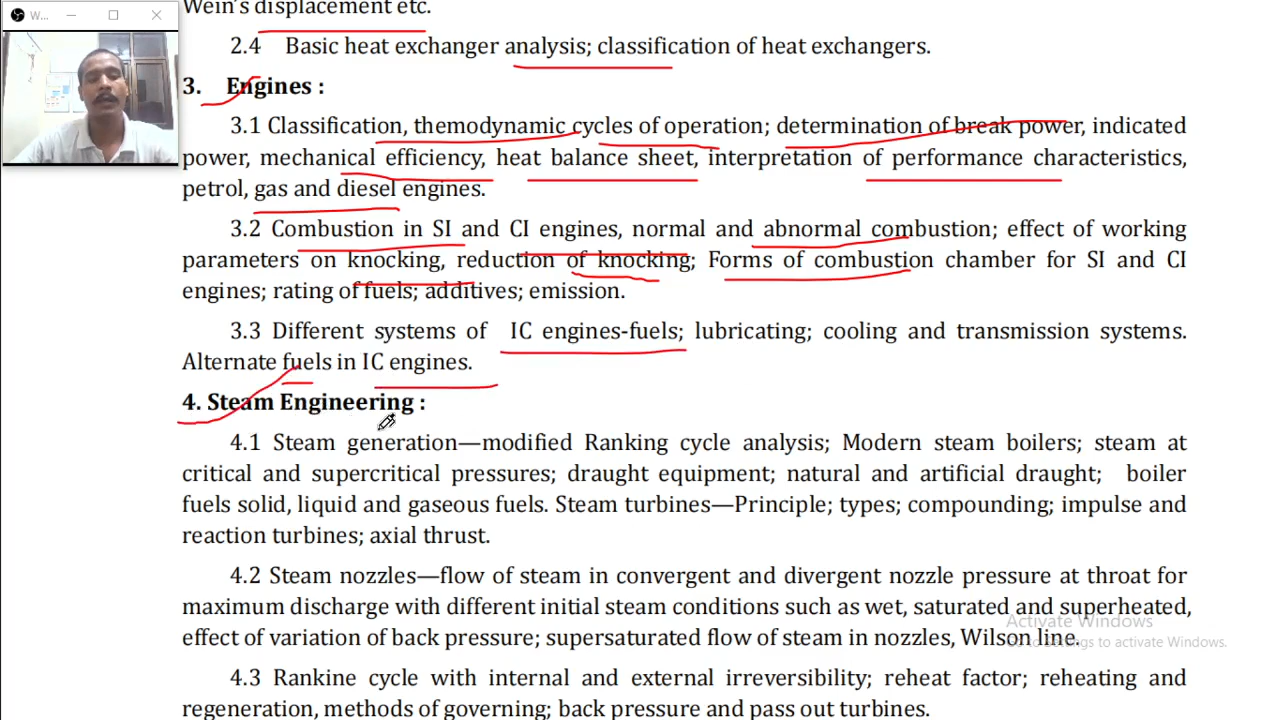 W...
Wein's displacement etc.
2.4 Basic heat exchanger analysis; classification of heat exchangers.
3. Engines :
3.1 Classification, themodynamic cycles of operation; determination of break power, indicated
power, mechanical efficiency, heat balance sheet, interpretation of performance characteristics,
petrol, gas and diesel engines.
3.2 Combustion in SI and CI engines, normal and abnormal combustion; effect of working
parameters on knocking, reduction of knocking; Forms of combustion chamber for SI and CI
engines; rating of fuels; additives; emission.
3.3 Different systems of IC engines-fuels; lubricating; cooling and transmission systems.
Alternate fuels in IC engines.
4. Steam Engineering :
4.1 Steam generation—modified Ranking cycle analysis; Modern steam boilers; steam at
critical and supercritical pressures; draught equipment; natural and artificial draught; boiler
fuels solid, liquid and gaseous fuels. Steam turbines—Principle; types; compounding; impulse and
reaction turbines; axial thrust.
4.2 Steam nozzles—flow of steam in convergent and divergent nozzle pressure at throat for
maximum discharge with different initial steam conditions such as wet, saturated and superheated,
effect of variation of back pressure; supersaturated flow of steam in nozzles, Wilson line.
Activate Windows
Go to Settings to activate Windows.
4.3 Rankine cycle with internal and external irreversibility; reheat factor; reheating and
regeneration, methods of governing; back pressure and pass out turbines.